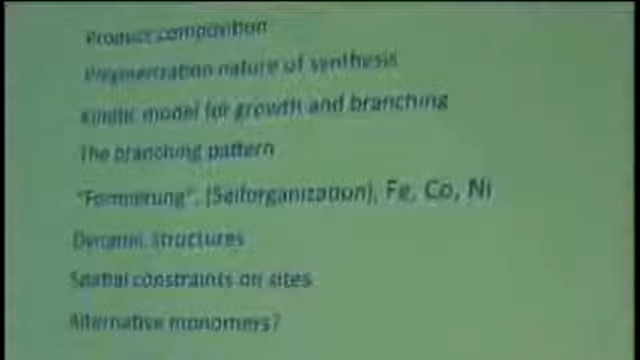 Product composition
Polymerization nature of synthesis
Kinetic model for growth and branching
The branching pattern
"Formierung", (Selforganization), Fe, Co, Ni
Dynamic structures
Spatial constraints on sites
Alternative monomers?